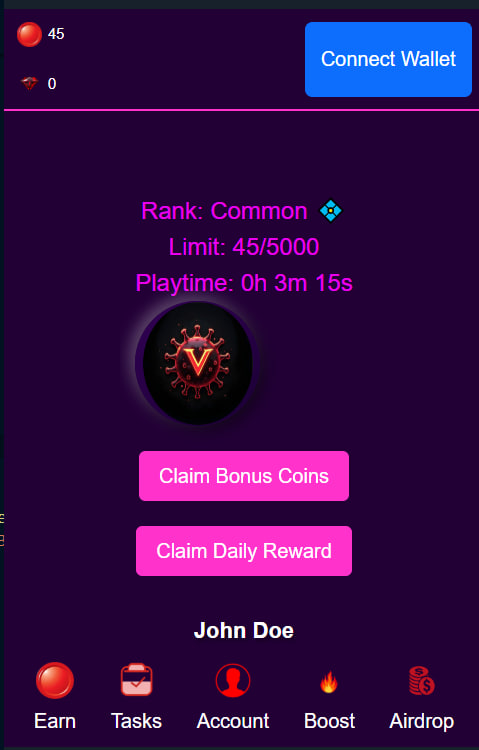 45
0
Connect Wallet
Rank: Common
Limit: 45/5000
Playtime: 0h 3m 15s
V
Claim Bonus Coins
Claim Daily Reward
John Doe
Earn
Tasks
Account
Boost
Airdrop